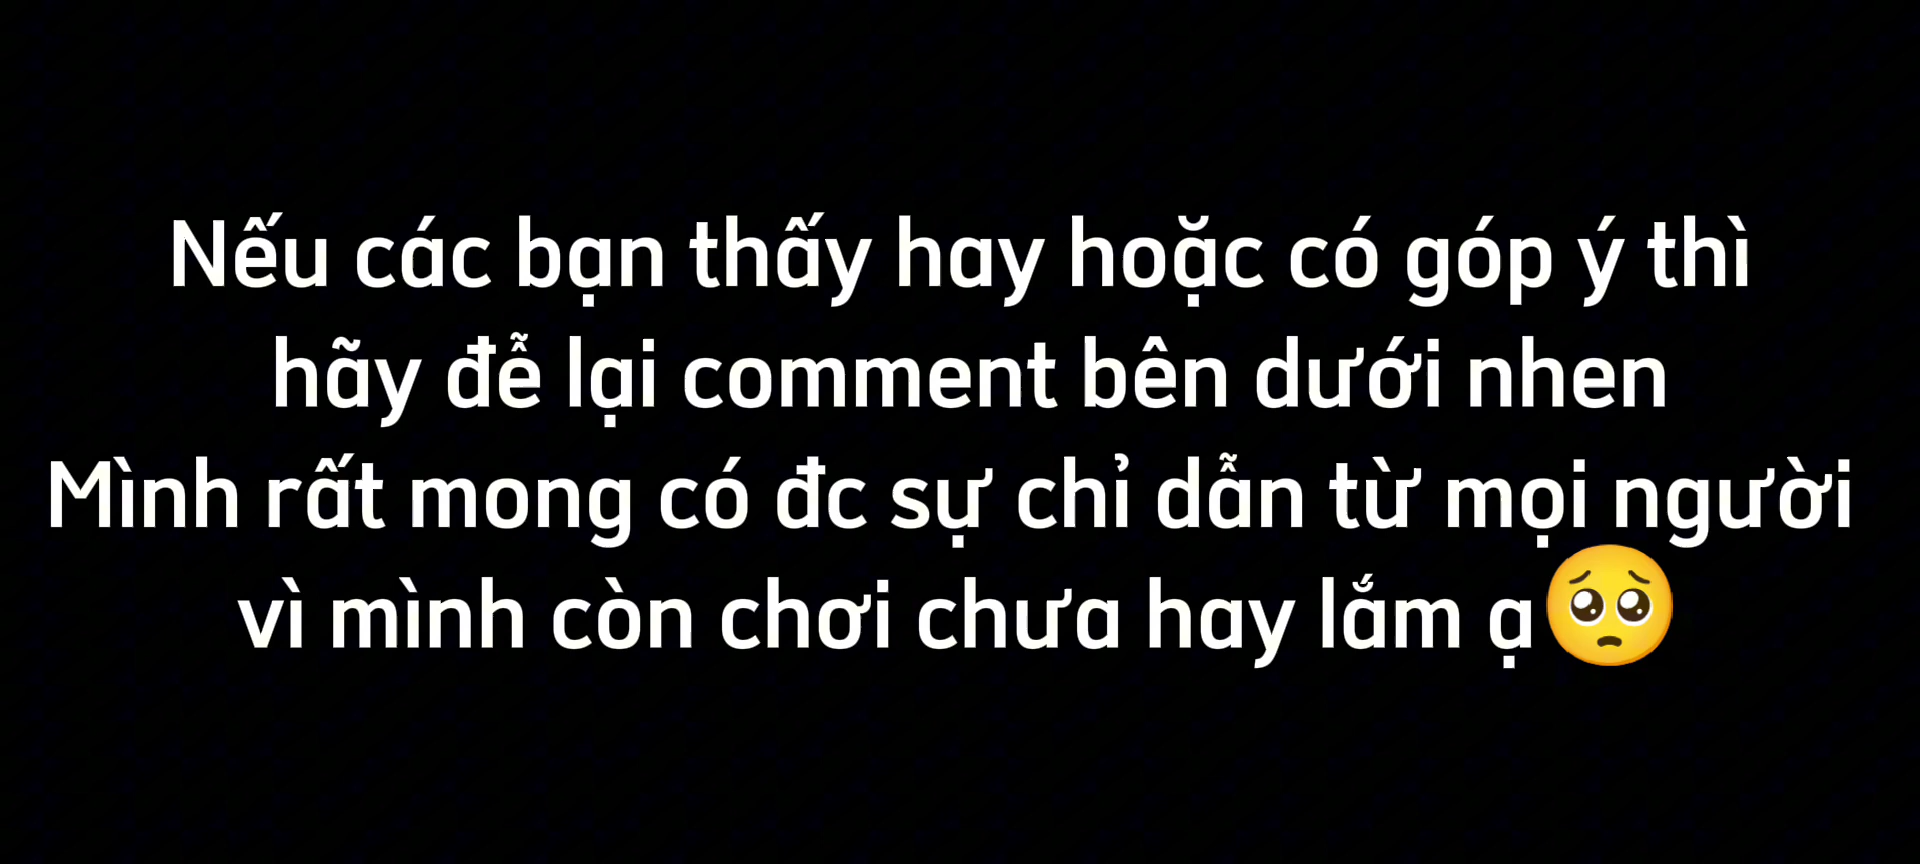 Nếu các bạn thấy hay hoặc có góp ý thì
hãy đễ lại comment bên dưới nhen
Mình rất mong có đc sự chỉ dẫn từ mọi người
vì mình còn chơi chưa hay lắm ạ🥺